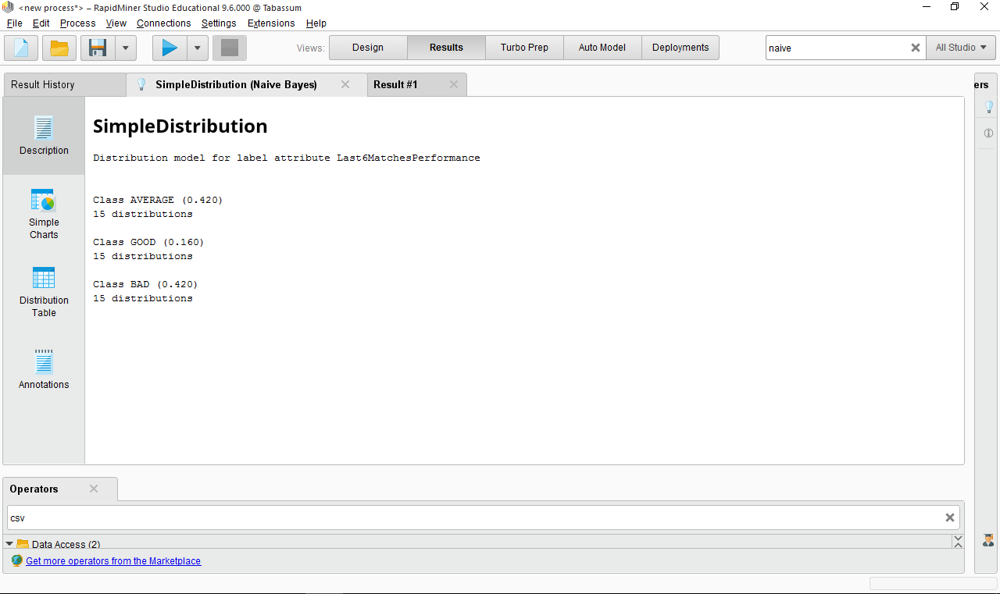 <new process*> – RapidMiner Studio Educational 9.6.000 @ Tabassum
File Edit Process View Connections Settings Extensions Help
Views: Design Results Turbo Prep Auto Model Deployments naive All Studio
Result History SimpleDistribution (Naive Bayes) Result #1 ers
SimpleDistribution
Description
Distribution model for label attribute Last6MatchesPerformance
Class AVERAGE (0.420)
15 distributions
Simple
Charts
Class GOOD (0.160)
15 distributions
Class BAD (0.420)
15 distributions
Distribution
Table
Annotations
Operators
csv
Data Access (2)
Get more operators from the Marketplace